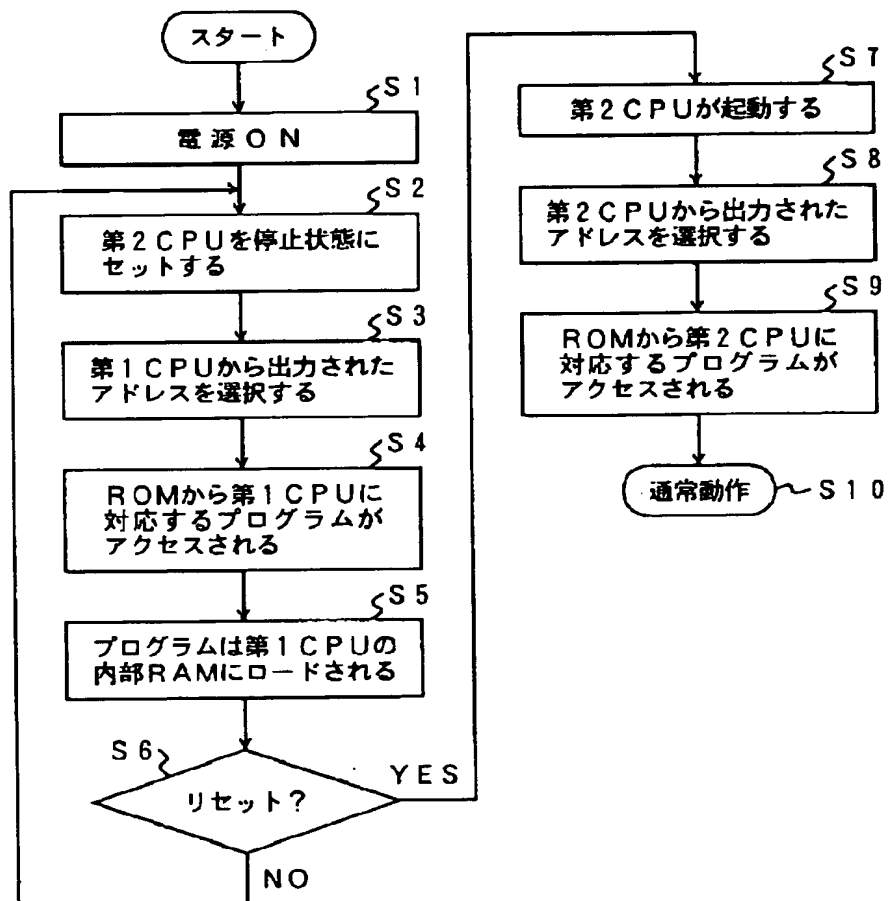 スタート
S1
電源ON
S2
第2CPUを停止状態に
セットする
S3
第1CPUから出力された
アドレスを選択する
S4
ROMから第1CPUに
対応するプログラムが
アクセスされる
S5
プログラムは第1CPUの
内部RAMにロードされる
S6
リセット?
YES
NO
S7
第2CPUが起動する
S8
第2CPUから出力された
アドレスを選択する
S9
ROMから第2CPUに
対応するプログラムが
アクセスされる
通常動作
S10